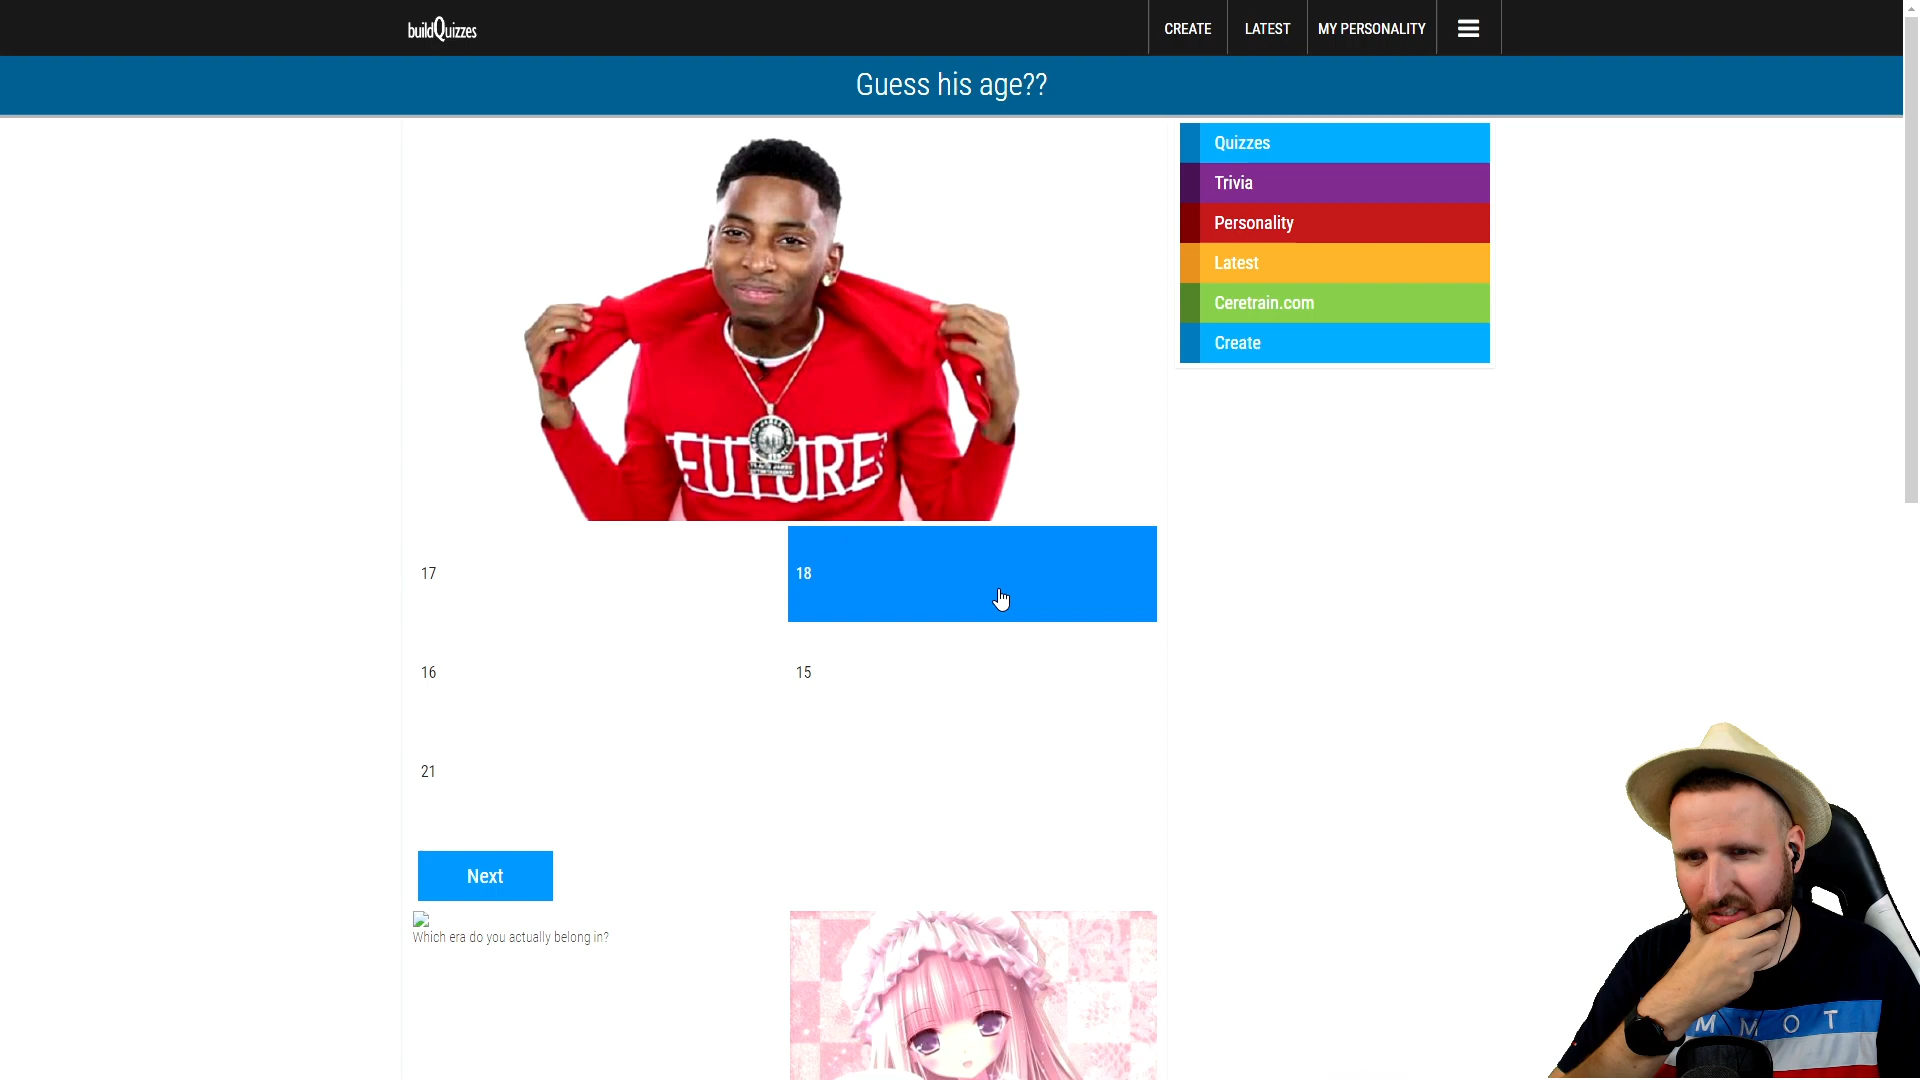 buildQuizzes
CREATE
LATEST
MY PERSONALITY
Guess his age??
Quizzes
Trivia
Personality
Latest
Ceretrain.com
Create
FUTURE
17
18
16
15
21
Next
Which era do you actually belong in?
M M O T